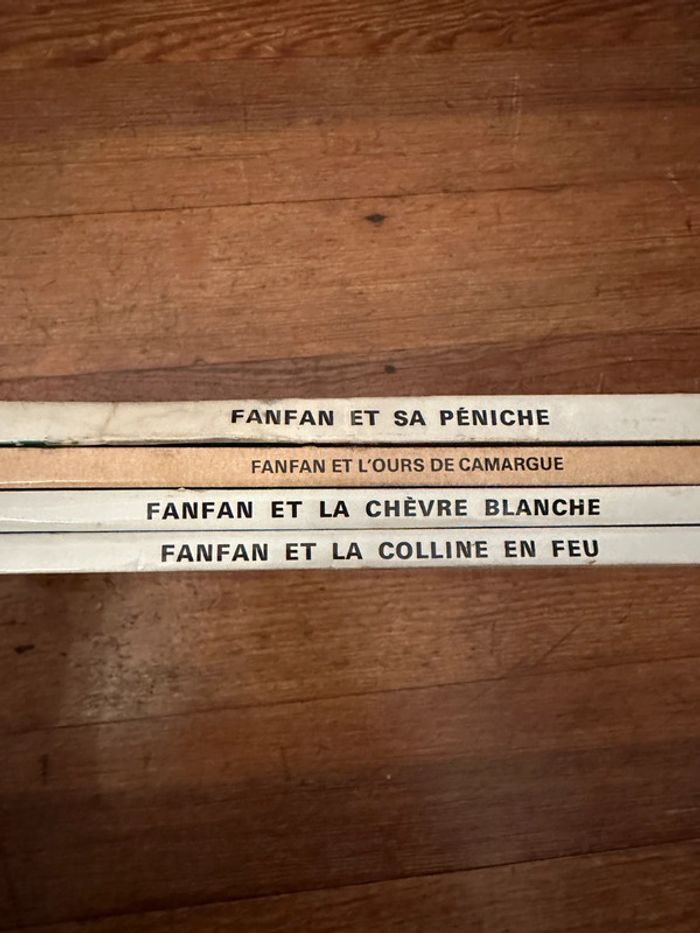 FANFAN ET SA PÉNICHE
FANFAN ET L'OURS DE CAMARGUE
FANFAN ET LA CHÈVRE BLANCHE
FANFAN ET LA COLLINE EN FEU